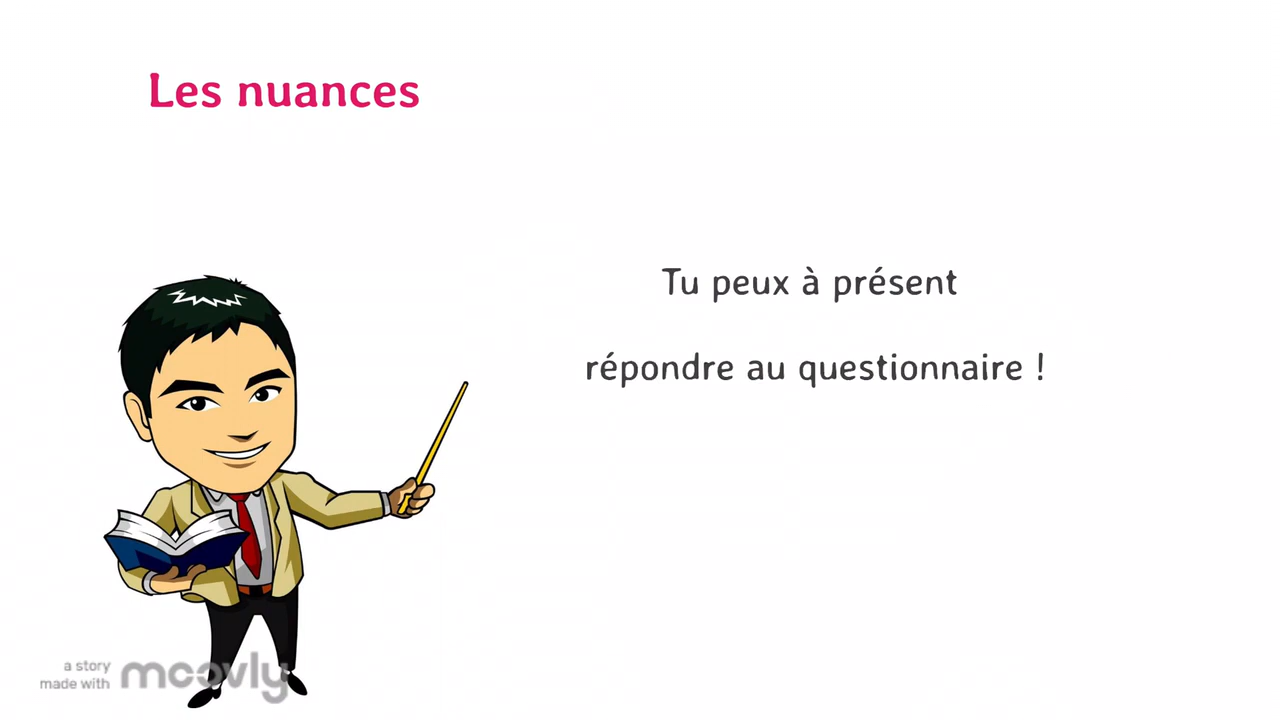 Les nuances
Tu peux à présent
répondre au questionnaire !
a story
made with moovly